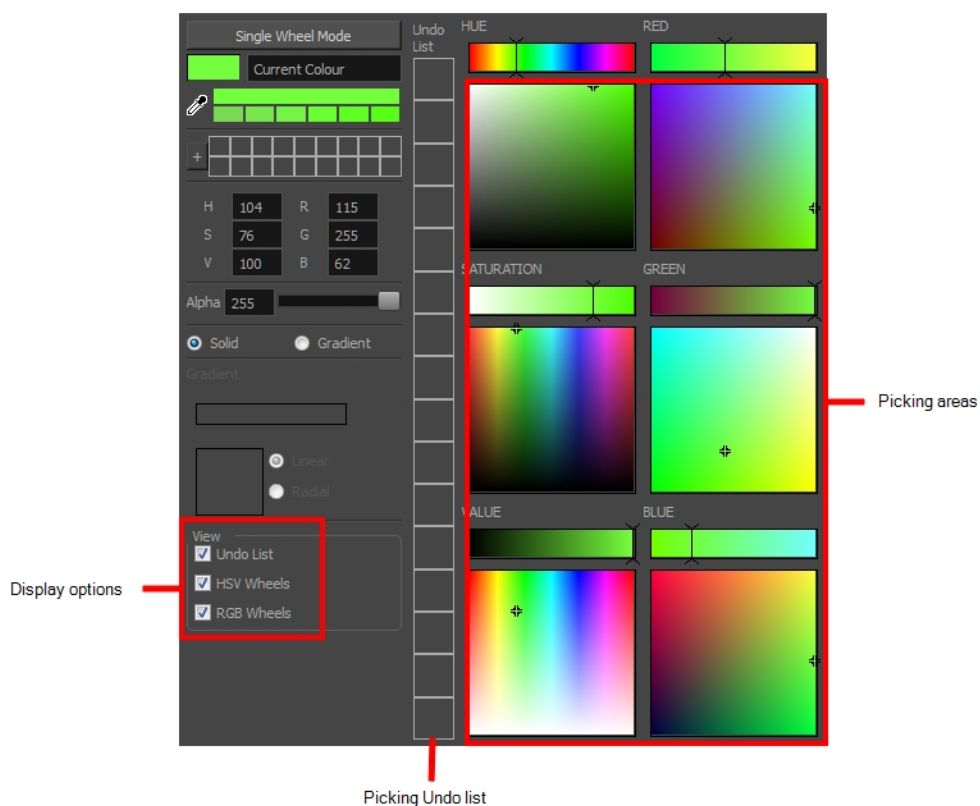 Single Wheel Mode
Current Colour
+
H 104 R 115
S 76 G 255
V 100 B 62
Alpha 255
Solid Gradient
Gradient
Linear
Radial
View
Undo List
HSV Wheels
RGB Wheels
Undo
List
HUE RED
SATURATION GREEN
VALUE BLUE
Display options
Picking areas
Picking Undo list